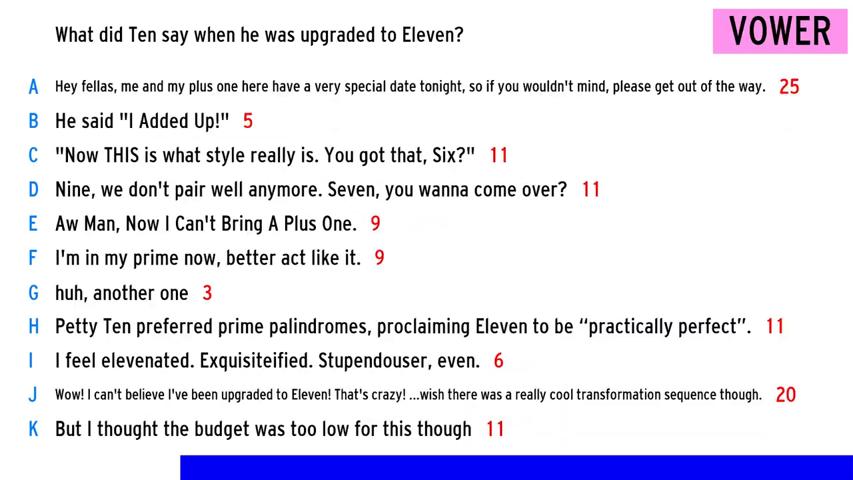 What did Ten say when he was upgraded to Eleven?
VOWER
A Hey fellas, me and my plus one here have a very special date tonight, so if you wouldn't mind, please get out of the way. 25
B He said "I Added Up!" 5
C "Now THIS is what style really is. You got that, Six?" 11
D Nine, we don't pair well anymore. Seven, you wanna come over? 11
E Aw Man, Now I Can't Bring A Plus One. 9
F I'm in my prime now, better act like it. 9
G huh, another one 3
H Petty Ten preferred prime palindromes, proclaiming Eleven to be “practically perfect”. 11
I I feel elevenated. Exquisiteified. Stupendouser, even. 6
J Wow! I can't believe I've been upgraded to Eleven! That's crazy! ...wish there was a really cool transformation sequence though. 20
K But I thought the budget was too low for this though 11